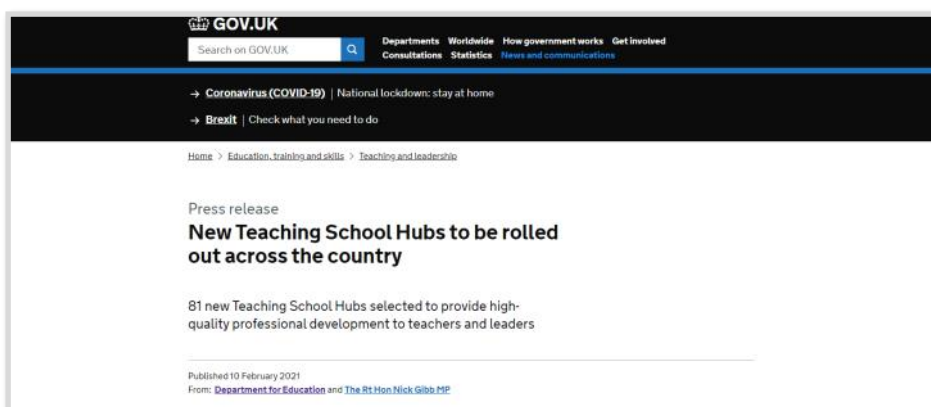 GOV.UK
Search on GOV.UK
Departments Worldwide How government works Get involved
Consultations Statistics News and communications
→ Coronavirus (COVID-19) | National lockdown: stay at home
→ Brexit | Check what you need to do
Home > Education, training and skills > Teaching and leadership
Press release
New Teaching School Hubs to be rolled
out across the country
81 new Teaching School Hubs selected to provide high-
quality professional development to teachers and leaders
Published 10 February 2021
From: Department for Education and The Rt Hon Nick Gibb MP